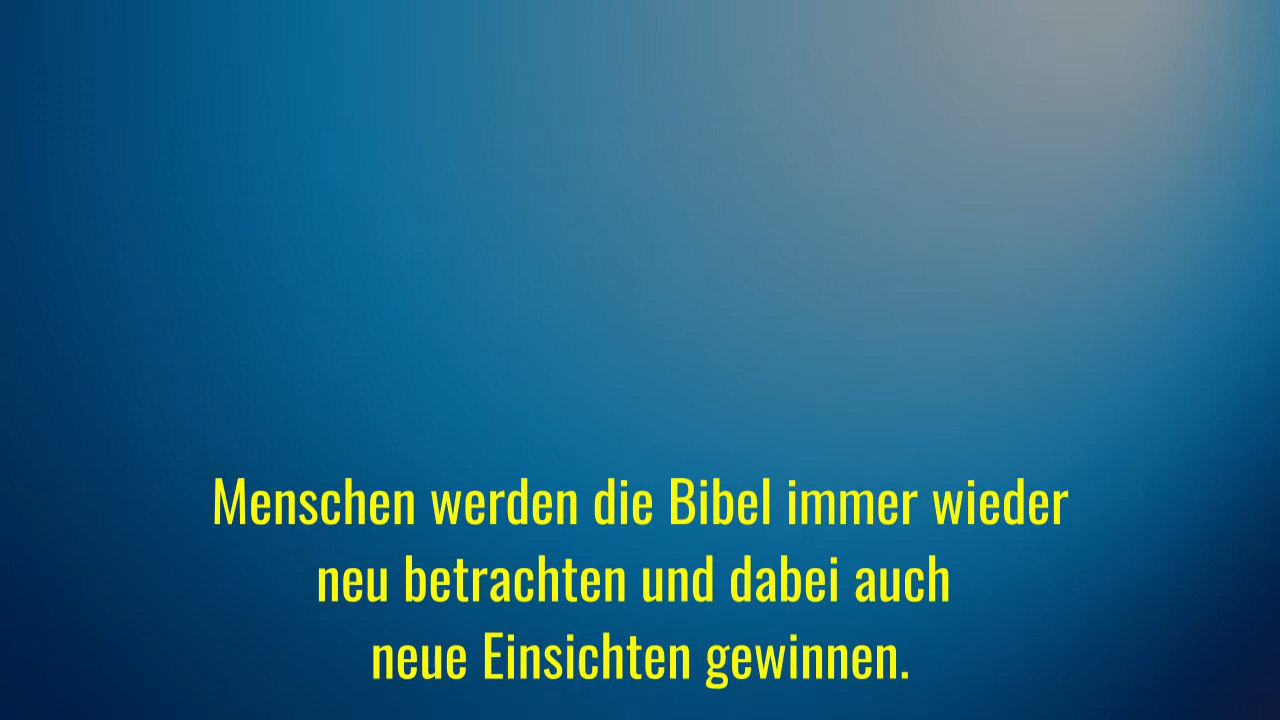 Menschen werden die Bibel immer wieder
neu betrachten und dabei auch
neue Einsichten gewinnen.